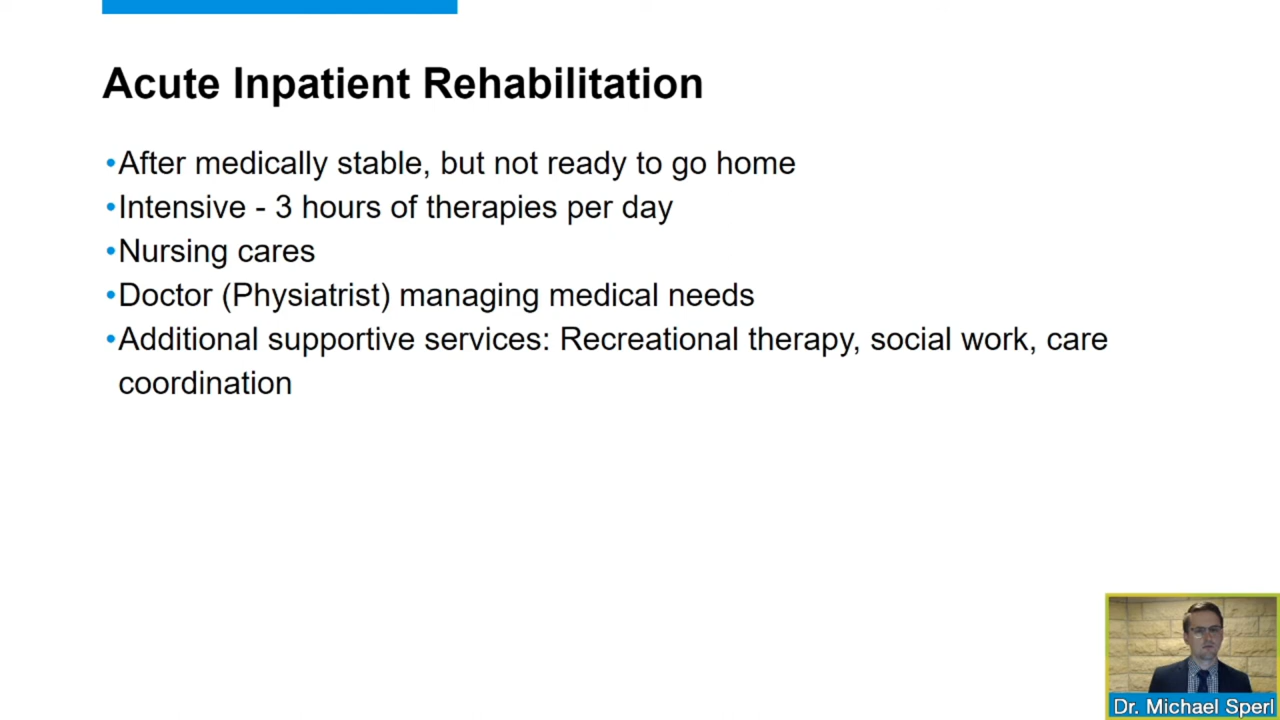 Acute Inpatient Rehabilitation
•After medically stable, but not ready to go home
•Intensive - 3 hours of therapies per day
•Nursing cares
•Doctor (Physiatrist) managing medical needs
•Additional supportive services: Recreational therapy, social work, care
coordination
Dr. Michael Sperl